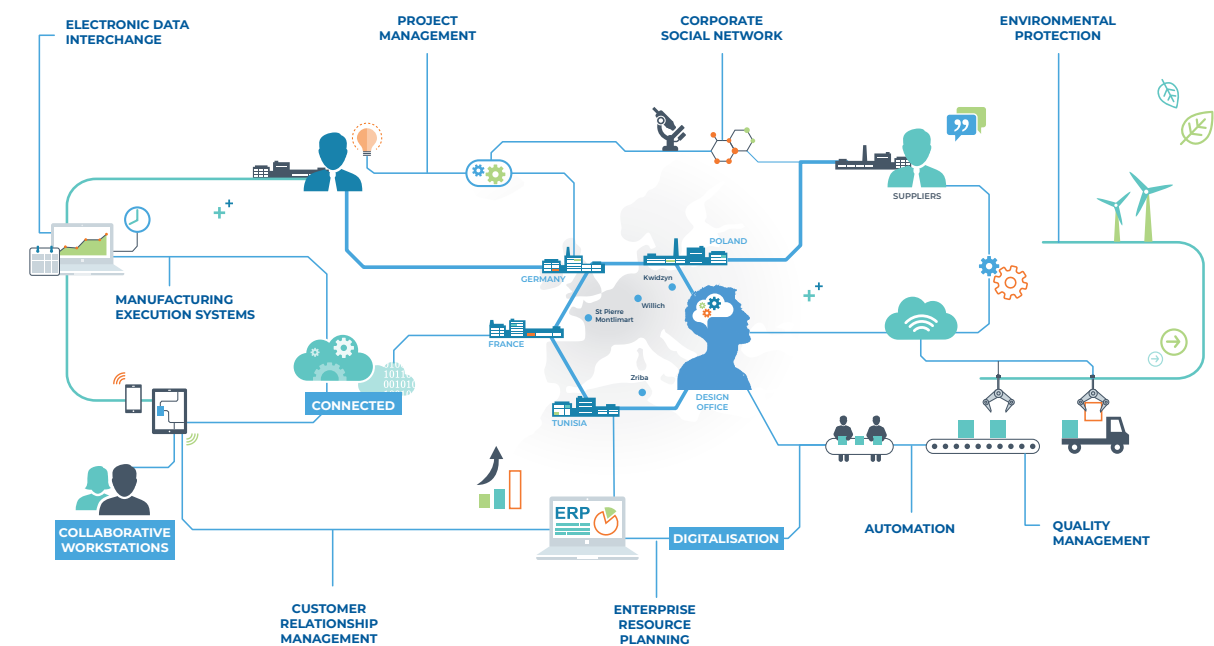 ELECTRONIC DATA
INTERCHANGE
PROJECT
MANAGEMENT
CORPORATE
SOCIAL NETWORK
ENVIRONMENTAL
PROTECTION
SUPPLIERS
POLAND
GERMANY
Kwidzyn
Willich
St Pierre
Montlimart
MANUFACTURING
EXECUTION SYSTEMS
FRANCE
Zriba
CONNECTED
DESIGN
OFFICE
TUNISIA
ERP
COLLABORATIVE
WORKSTATIONS
DIGITALISATION
AUTOMATION
QUALITY
MANAGEMENT
CUSTOMER
RELATIONSHIP
MANAGEMENT
ENTERPRISE
RESOURCE
PLANNING